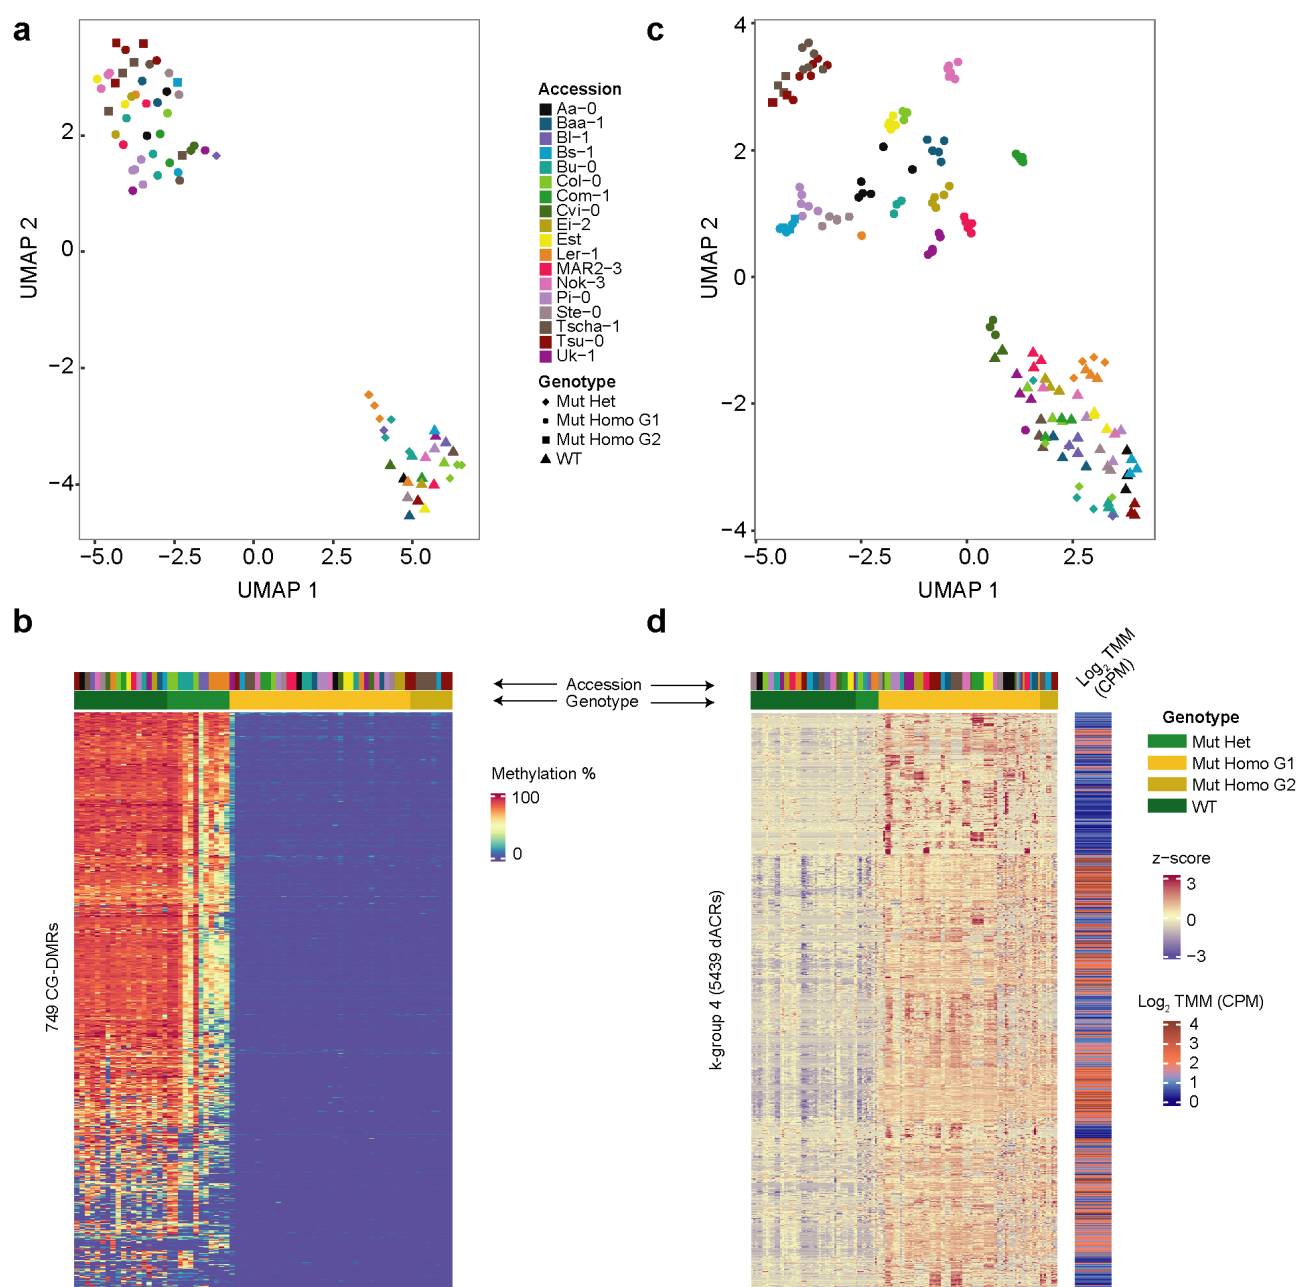 a
UMAP 2
2
0
−2
−4
−5.0
−2.5
0.0
2.5
5.0
UMAP 1
Accession
Aa−0
Baa−1
Bl−1
Bs−1
Bu−0
Col−0
Com−1
Cvi−0
Ei−2
Est
Ler−1
MAR2−3
Nok−3
Pi−0
Ste−0
Tscha−1
Tsu−0
Uk−1
Genotype
Mut Het
Mut Homo G1
Mut Homo G2
WT
c
UMAP 2
4
2
0
−2
−4
−5.0
−2.5
0.0
2.5
UMAP 1
b
749 CG−DMRs
Accession
Genotype
Methylation %
100
0
d
Log2 TMM
(CPM)
k−group 4 (5439 dACRs)
Genotype
Mut Het
Mut Homo G1
Mut Homo G2
WT
z−score
3
0
−3
Log2 TMM (CPM)
4
3
2
1
0